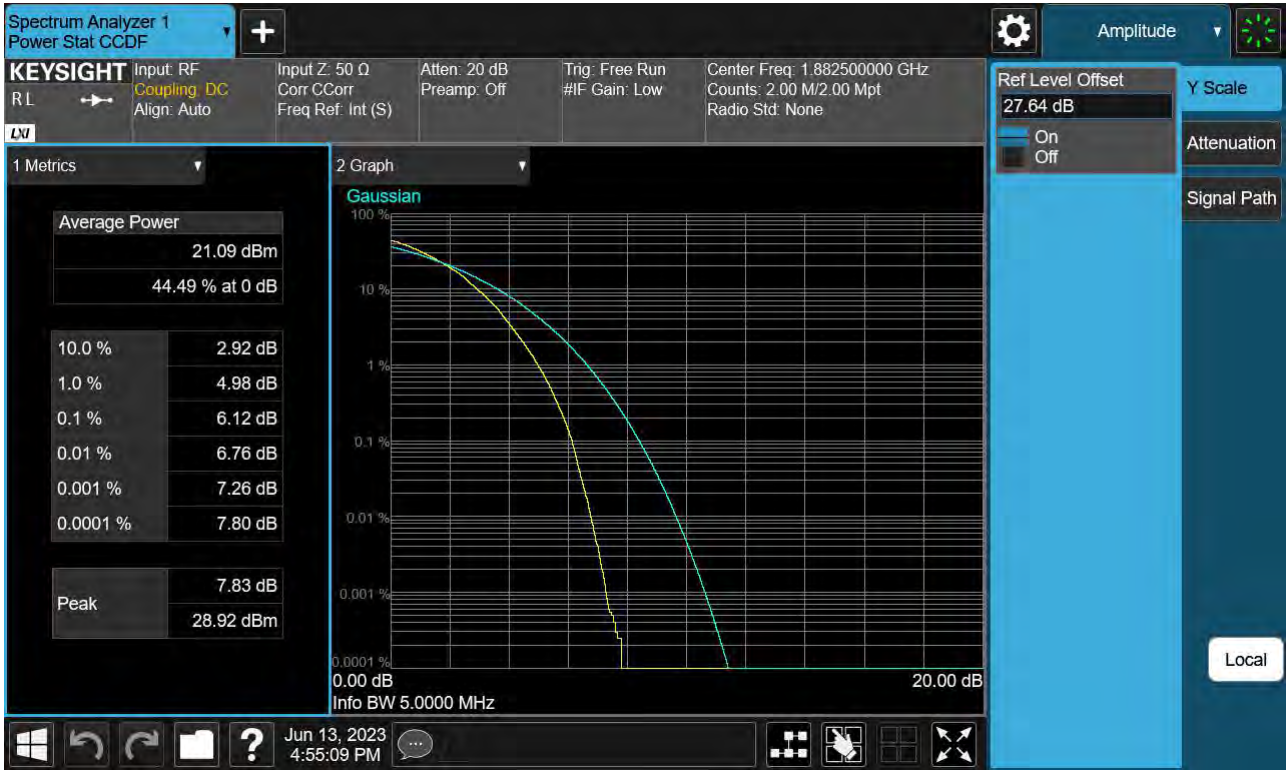 Spectrum Analyzer 1
Power Stat CCDF
+
Amplitude
KEYSIGHT
R L
LXI
Input: RF
Coupling: DC
Align: Auto
Input Z: 50 Ω
Corr CCorr
Freq Ref: Int (S)
Atten: 20 dB
Preamp: Off
Trig: Free Run
#IF Gain: Low
Center Freq: 1.882500000 GHz
Counts: 2.00 M/2.00 Mpt
Radio Std: None
Ref Level Offset
27.64 dB
On
Off
Y Scale
Attenuation
Signal Path
Local
1 Metrics
Average Power
21.09 dBm
44.49 % at 0 dB
10.0 % 2.92 dB
1.0 % 4.98 dB
0.1 % 6.12 dB
0.01 % 6.76 dB
0.001 % 7.26 dB
0.0001 % 7.80 dB
Peak
7.83 dB
28.92 dBm
2 Graph
Gaussian
100 %
10 %
1 %
0.1 %
0.01 %
0.001 %
0.0001 %
0.00 dB 20.00 dB
Info BW 5.0000 MHz
?
Jun 13, 2023
4:55:09 PM